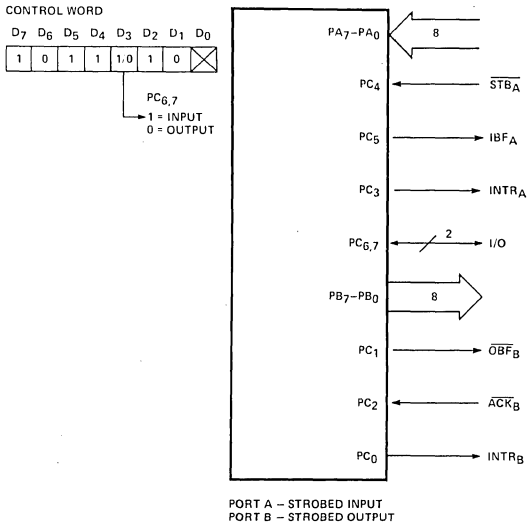 CONTROL WORD
D7 D6 D5 D4 D3 D2 D1 D0
1 0 1 1 1/0 1 0
PC6,7
1 = INPUT
0 = OUTPUT
PA7-PA0 8
PC4 STBA
PC5 IBFA
PC3 INTRA
PC6,7 2 I/O
PB7-PB0 8
PC1 OBFB
PC2 ACKB
PC0 INTRB
PORT A – STROBED INPUT
PORT B – STROBED OUTPUT